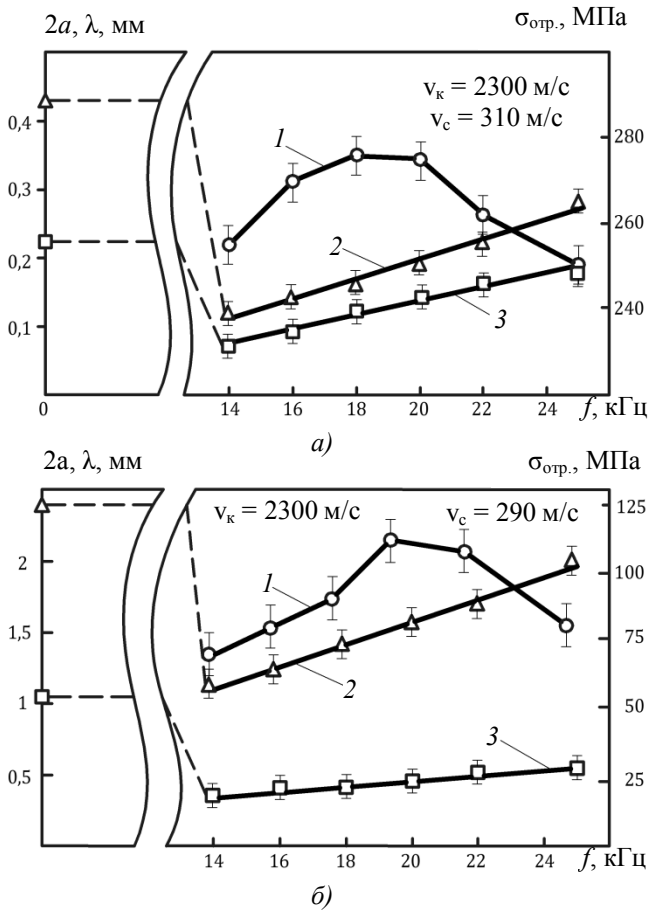 2a, λ, мм
σотр., МПа
vк = 2300 м/с
vс = 310 м/с
1
2
3
0,4
0,3
0,2
0,1
0
280
260
240
14 16 18 20 22 24 f, кГц
а)
2a, λ, мм
σотр., МПа
vк = 2300 м/с vс = 290 м/с
1
2
3
2
1,5
1
0,5
125
100
75
50
25
14 16 18 20 22 24 f, кГц
б)